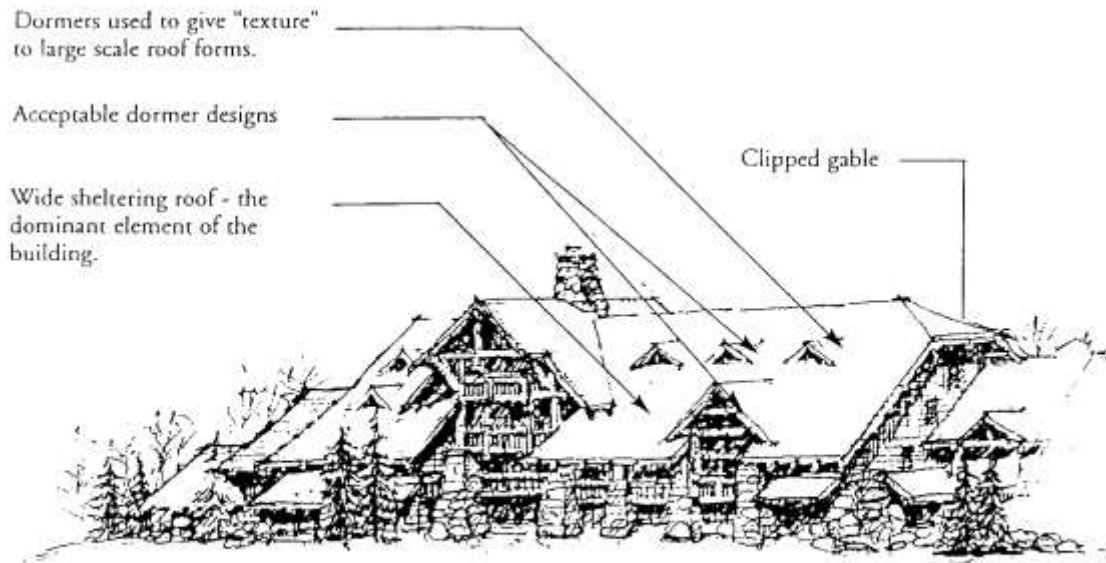 Dormers used to give "texture"
to large scale roof forms.
Acceptable dormer designs
Clipped gable
Wide sheltering roof - the
dominant element of the
building.